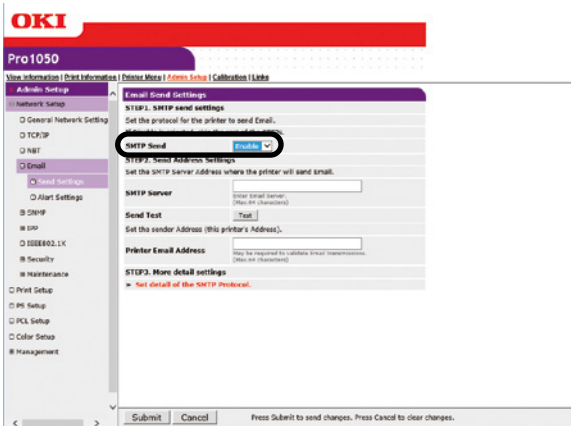 OKI
Pro1050
View Information | Print Information | Printer Menu | Admin Setup | Calibration | Links
Admin Setup
Network Setup
General Network Setting
TCP/IP
NBT
Email
Send Settings
Alert Settings
SNMP
IPP
IEEE802.1X
Security
Maintenance
Print Setup
PS Setup
PCL Setup
Color Setup
Management
Email Send Settings
STEP1. SMTP send settings
Set the protocol for the printer to send Email.
SMTP Send Enable
STEP2. Send Address Settings
Set the SMTP Server Address where the printer will send Email.
SMTP Server
Enter Email Server.
(Max.64 characters)
Send Test Test
Set the sender Address (this printer's Address).
Printer Email Address
May be required to validate Email transmissions.
(Max.64 characters)
STEP3. More detail settings
Set detail of the SMTP Protocol.
Submit Cancel Press Submit to send changes. Press Cancel to clear changes.